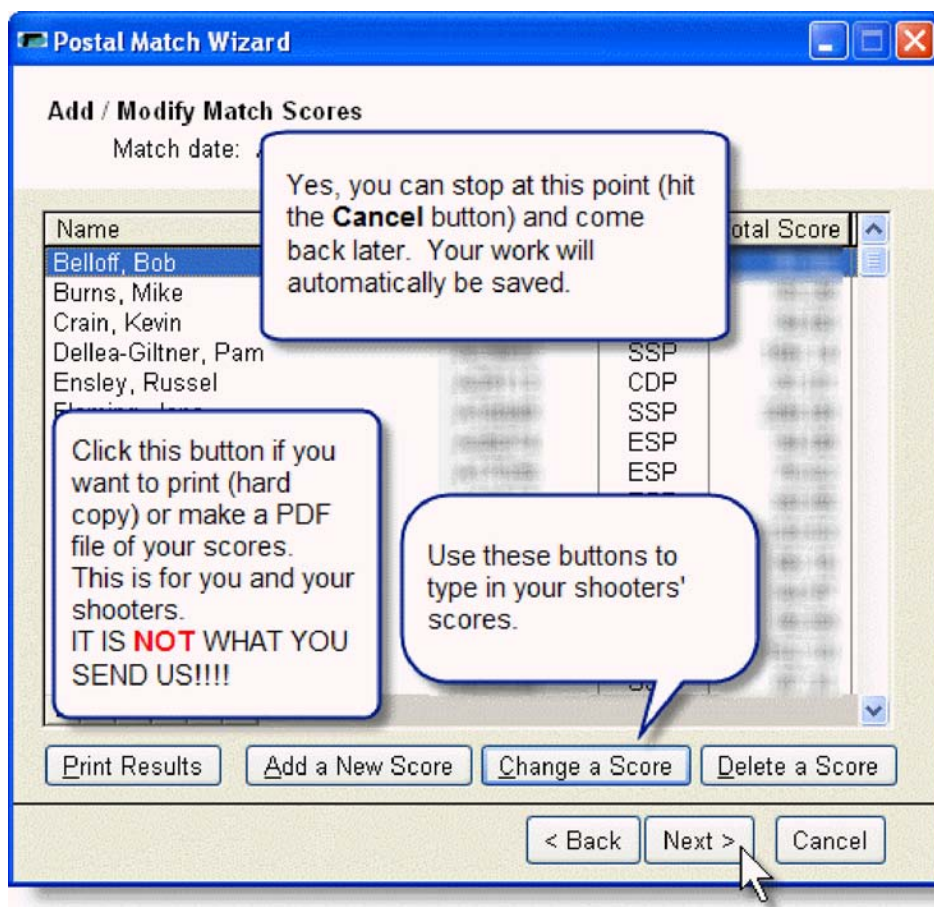 Postal Match Wizard
Add / Modify Match Scores
Match date:
Yes, you can stop at this point (hit
the Cancel button) and come
back later. Your work will
automatically be saved.
Name
otal Score
Belloff, Bob
Burns, Mike
Crain, Kevin
Dellea-Giltner, Pam SSP
Ensley, Russel CDP
SSP
ESP
ESP
Click this button if you
want to print (hard
copy) or make a PDF
file of your scores.
This is for you and your
shooters.
IT IS NOT WHAT YOU
SEND US!!!!
Use these buttons to
type in your shooters'
scores.
Print Results Add a New Score Change a Score Delete a Score
< Back Next > Cancel